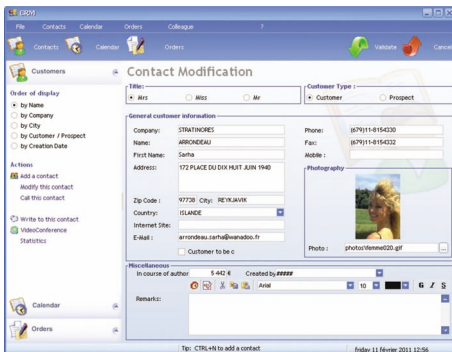 CRM
File Contacts Calendar Orders Colleague ?
Contacts Calendar Orders Validate Cancel
Customers
Contact Modification
Order of display
by Name
by Company
by City
by Customer / Prospect
by Creation Date
Actions
Add a contact
Modify this contact
Call this contact
Write to this contact
VideoConference
Statistics
Calendar
Orders
Title:
Mrs Miss Mr
Customer Type :
Customer Prospect
General customer information
Company: STRATINORES
Name: ARRONDEAU
First Name: Sarha
Address: 172 PLACE DU DIX HUIT JUIN 1940
Zip Code : 97738 City: REYKJAVIK
Country: ISLANDE
Internet Site:
E-Mail : arrondeau.sarha@wanadoo.fr
Customer to be c
Phone: (679)11-8154330
Fax: (679)11-8154332
Mobile :
Photography
Photo : photos\femme020.gif ...
Miscellaneous
In course of author 5 442 € Created by #####
Arial 10 G I S
Remarks:
Tip: CTRL+N to add a contact friday 11 février 2011 12:56